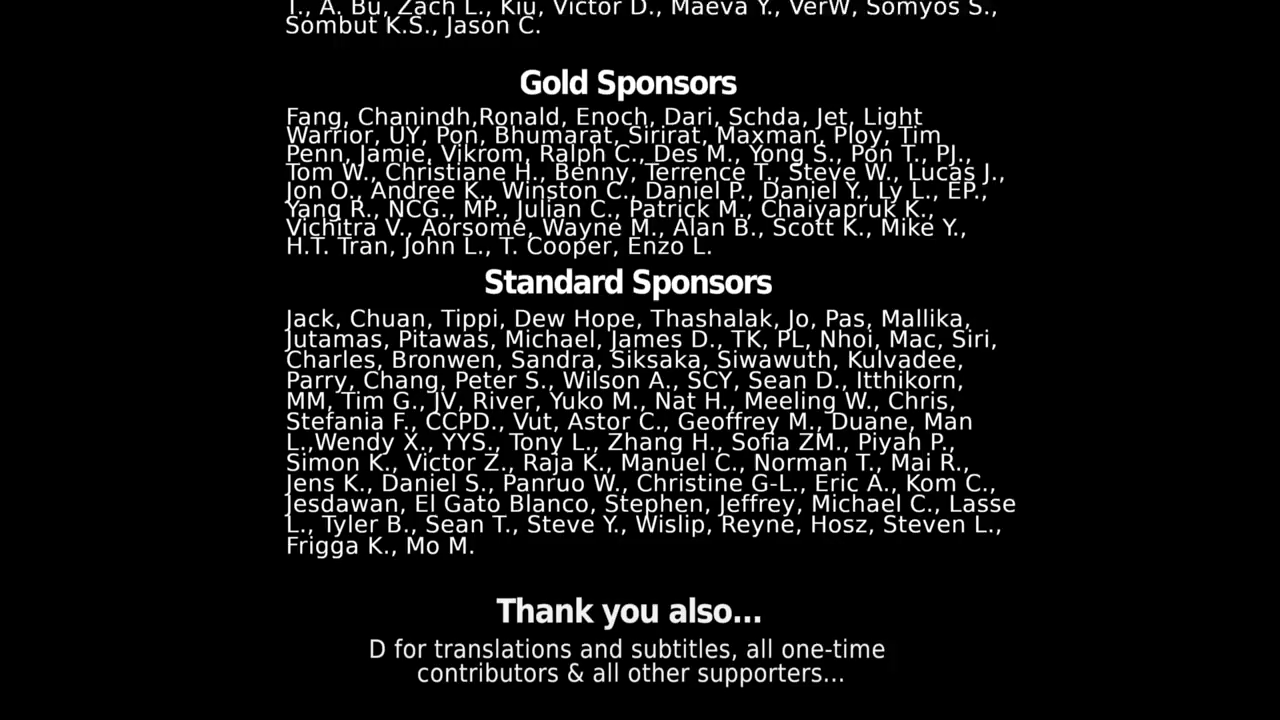 T., A. Bu, Zach L., Kiu, Victor D., Maeva Y., VerW, Somyos S.,
Sombut K.S., Jason C.
Gold Sponsors
Fang, Chanindh,Ronald, Enoch, Dari, Schda, Jet, Light
Warrior, UY, Pon, Bhumarat, Sirirat, Maxman, Ploy, Tim
Penn, Jamie, Vikrom, Ralph C., Des M., Yong S., Pon T., PJ.,
Tom W., Christiane H., Benny, Terrence T., Steve W., Lucas J.,
Jon O., Andree K., Winston C., Daniel P., Daniel Y., Ly L., EP.,
Yang R., NCG., MP., Julian C., Patrick M., Chaiyapruk K.,
Vichitra V., Aorsome, Wayne M., Alan B., Scott K., Mike Y.,
H.T. Tran, John L., T. Cooper, Enzo L.
Standard Sponsors
Jack, Chuan, Tippi, Dew Hope, Thashalak, Jo, Pas, Mallika,
Jutamas, Pitawas, Michael, James D., TK, PL, Nhoi, Mac, Siri,
Charles, Bronwen, Sandra, Siksaka, Siwawuth, Kulvadee,
Parry, Chang, Peter S., Wilson A., SCY, Sean D., Itthikorn,
MM, Tim G., JV, River, Yuko M., Nat H., Meeling W., Chris,
Stefania F., CCPD., Vut, Astor C., Geoffrey M., Duane, Man
L.,Wendy X., YYS., Tony L., Zhang H., Sofia ZM., Piyah P.,
Simon K., Victor Z., Raja K., Manuel C., Norman T., Mai R.,
Jens K., Daniel S., Panruo W., Christine G-L., Eric A., Kom C.,
Jesdawan, El Gato Blanco, Stephen, Jeffrey, Michael C., Lasse
L., Tyler B., Sean T., Steve Y., Wislip, Reyne, Hosz, Steven L.,
Frigga K., Mo M.
Thank you also...
D for translations and subtitles, all one-time
contributors & all other supporters...